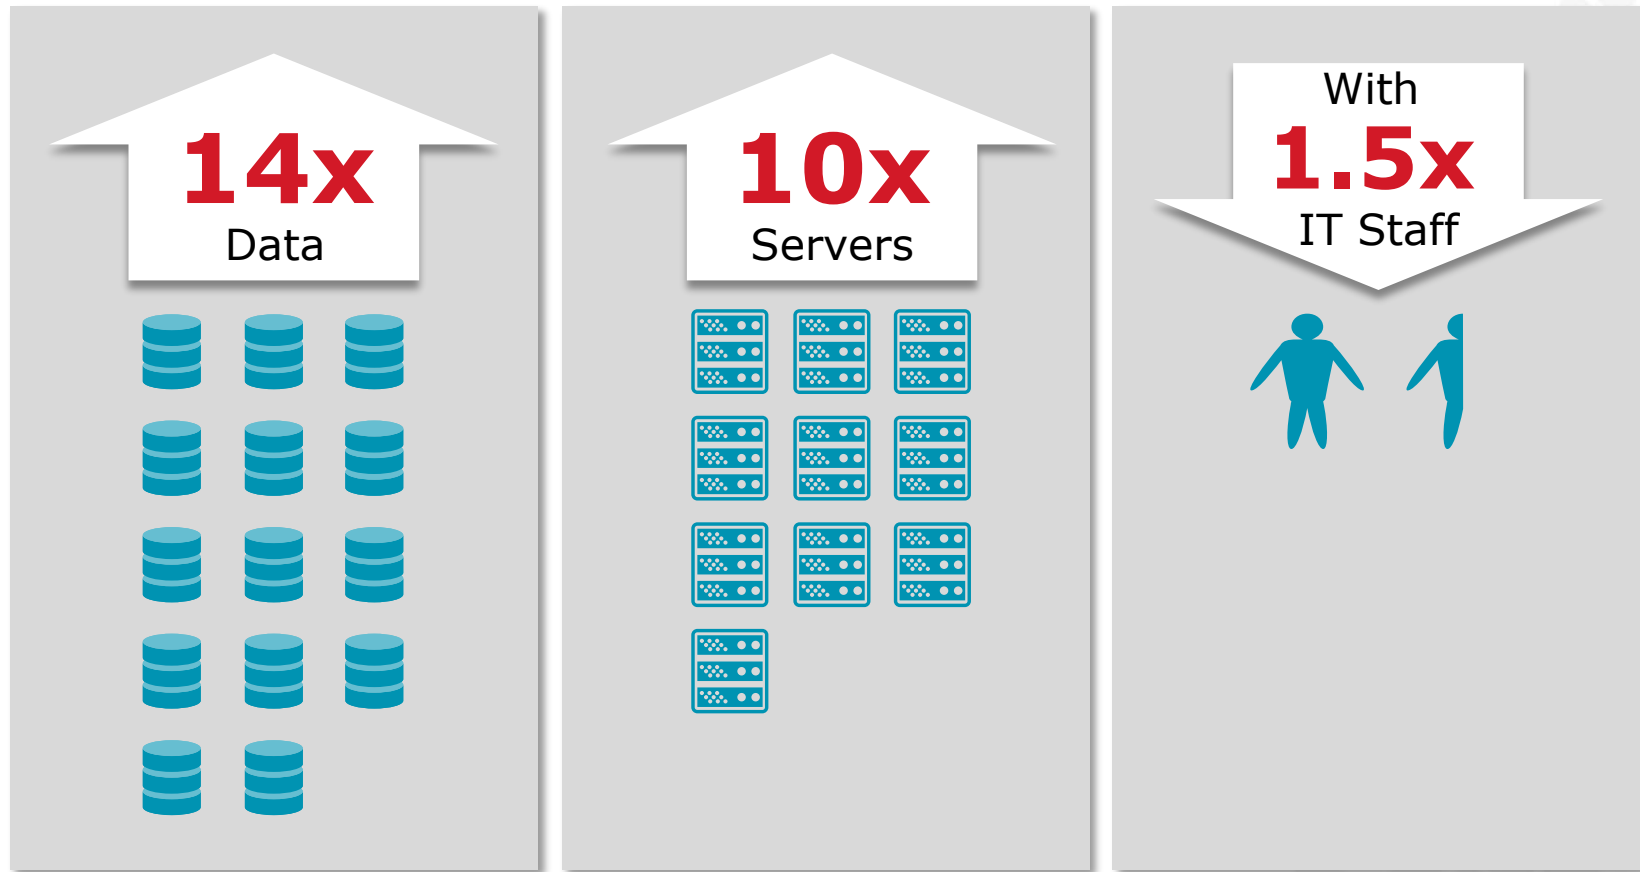 14x
Data
10x
Servers
With
1.5x
IT Staff